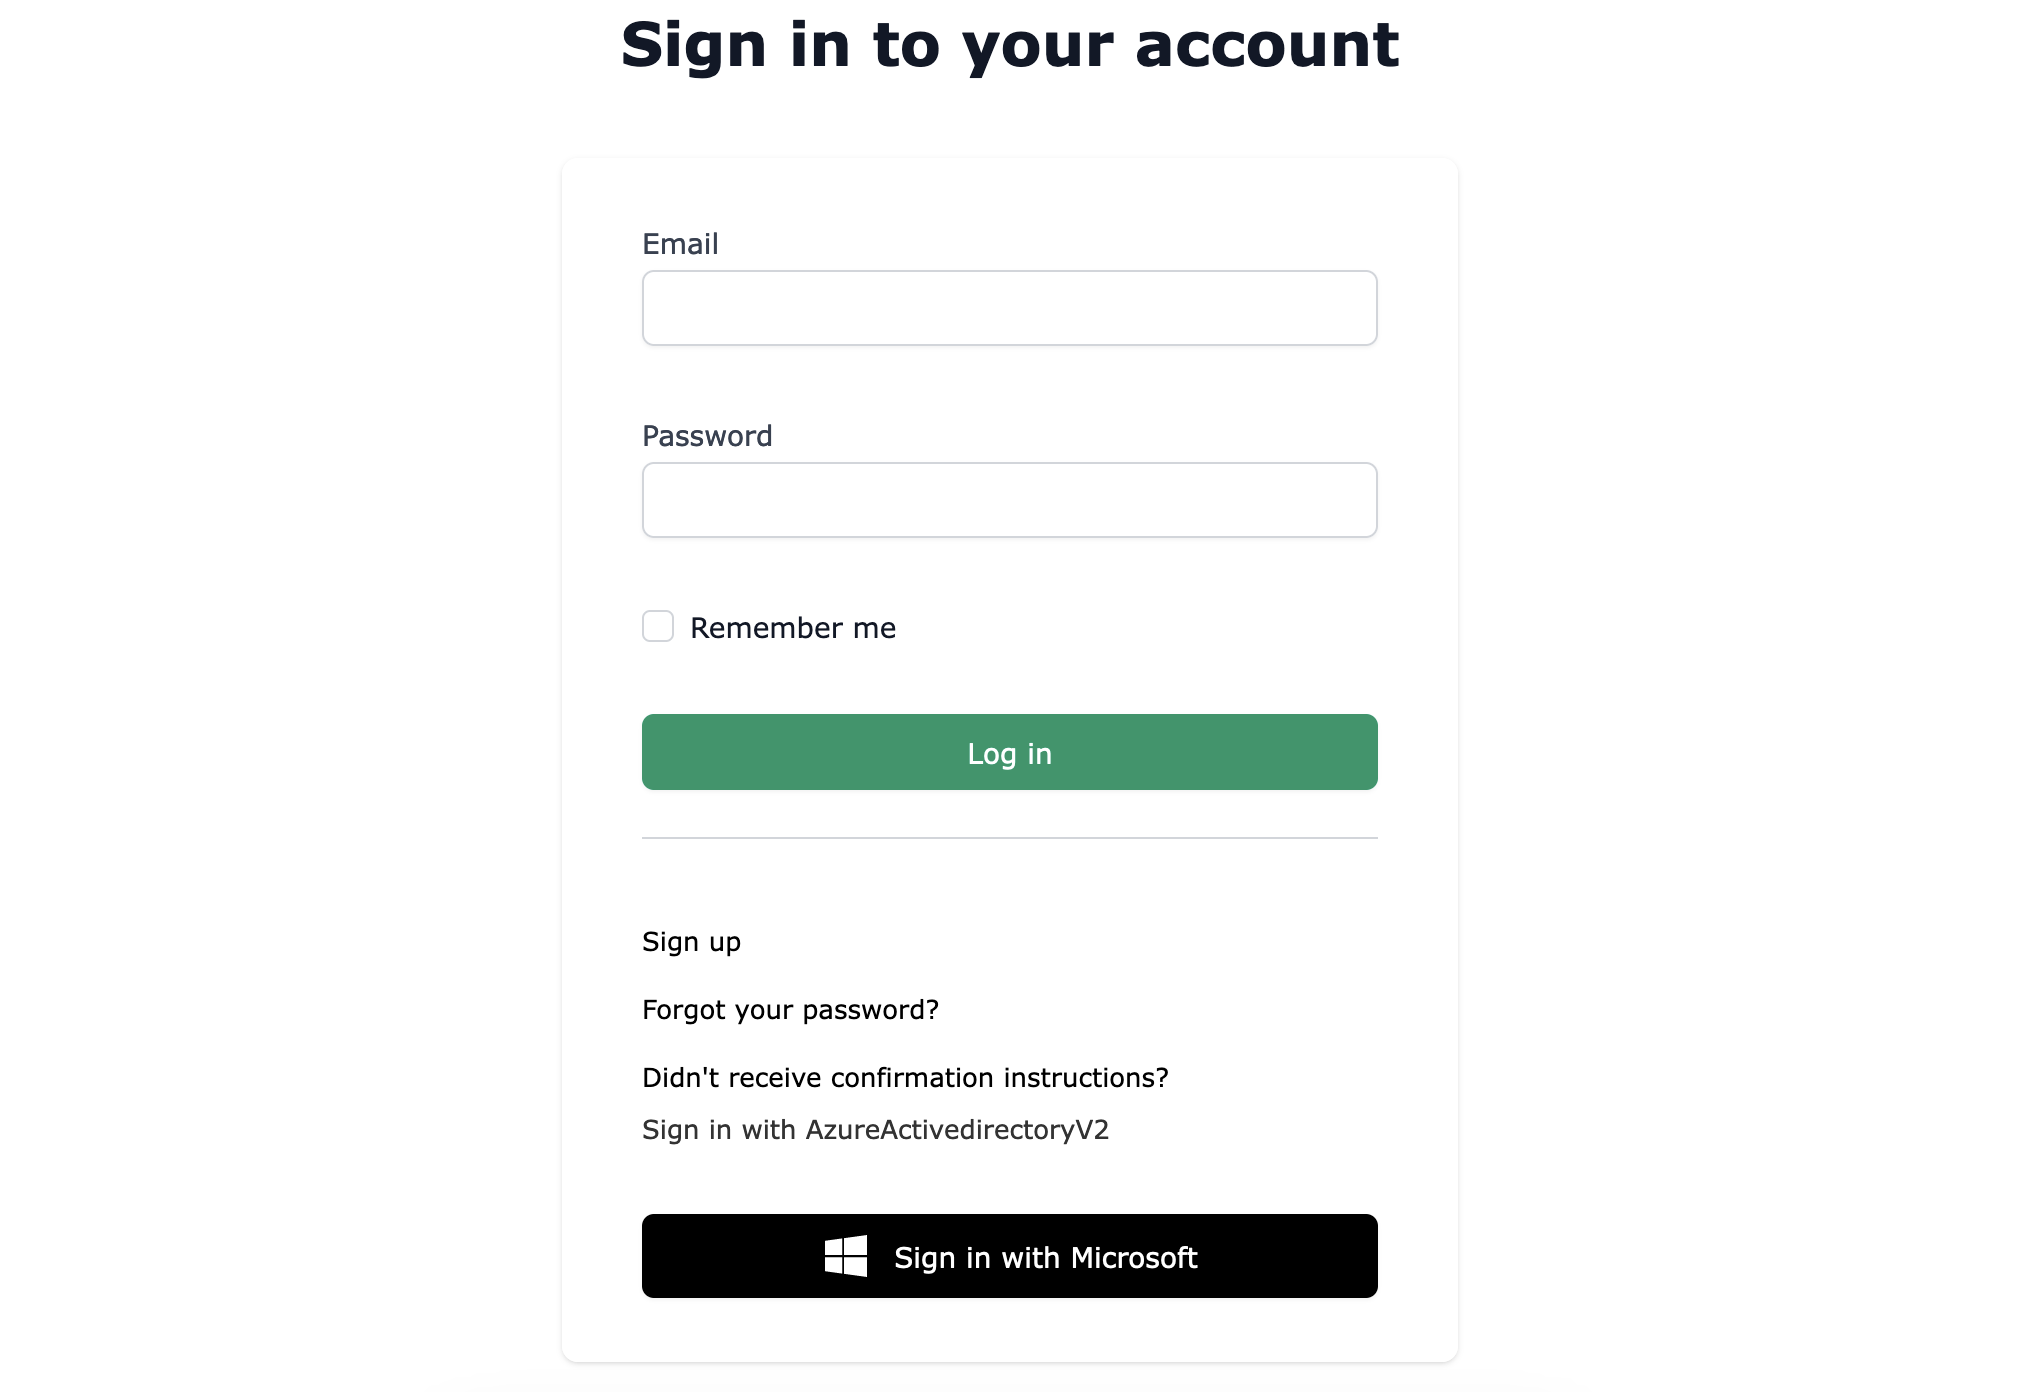 Sign in to your account
Email
Password
Remember me
Log in
Sign up
Forgot your password?
Didn't receive confirmation instructions?
Sign in with AzureActivedirectoryV2
Sign in with Microsoft